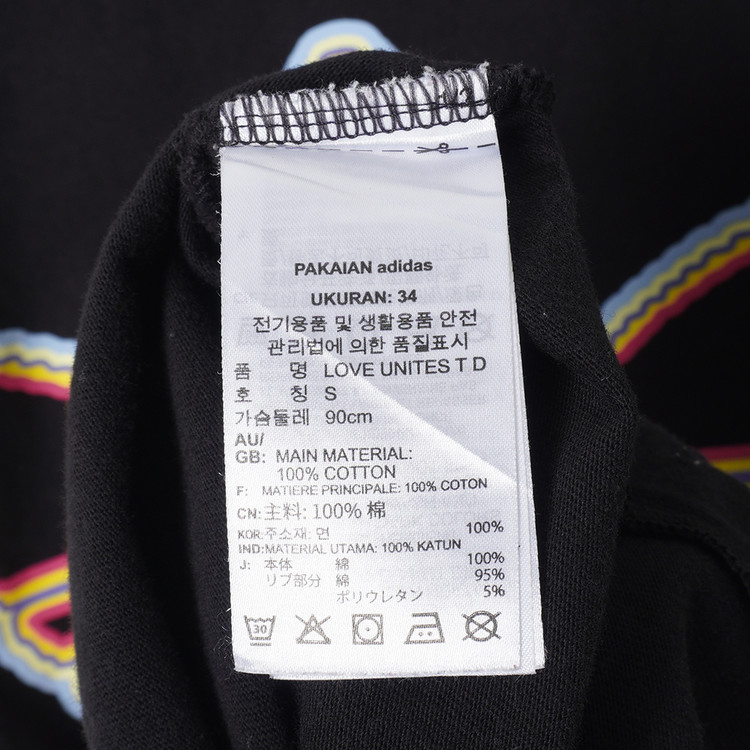 PAKAIAN adidas
UKURAN: 34
전기용품 및 생활용품 안전
관리법에 의한 품질표시
품 명 LOVE UNITES T D
호 칭 S
가슴둘레 90cm
AU/
GB: MAIN MATERIAL:
100% COTTON
F: MATIERE PRINCIPALE: 100% COTON
CN: 主料: 100% 棉
KOR: 주소재: 면 100%
IND: MATERIAL UTAMA: 100% KATUN
J: 本体 綿 100%
リブ部分 綿 95%
ポリウレタン 5%
30